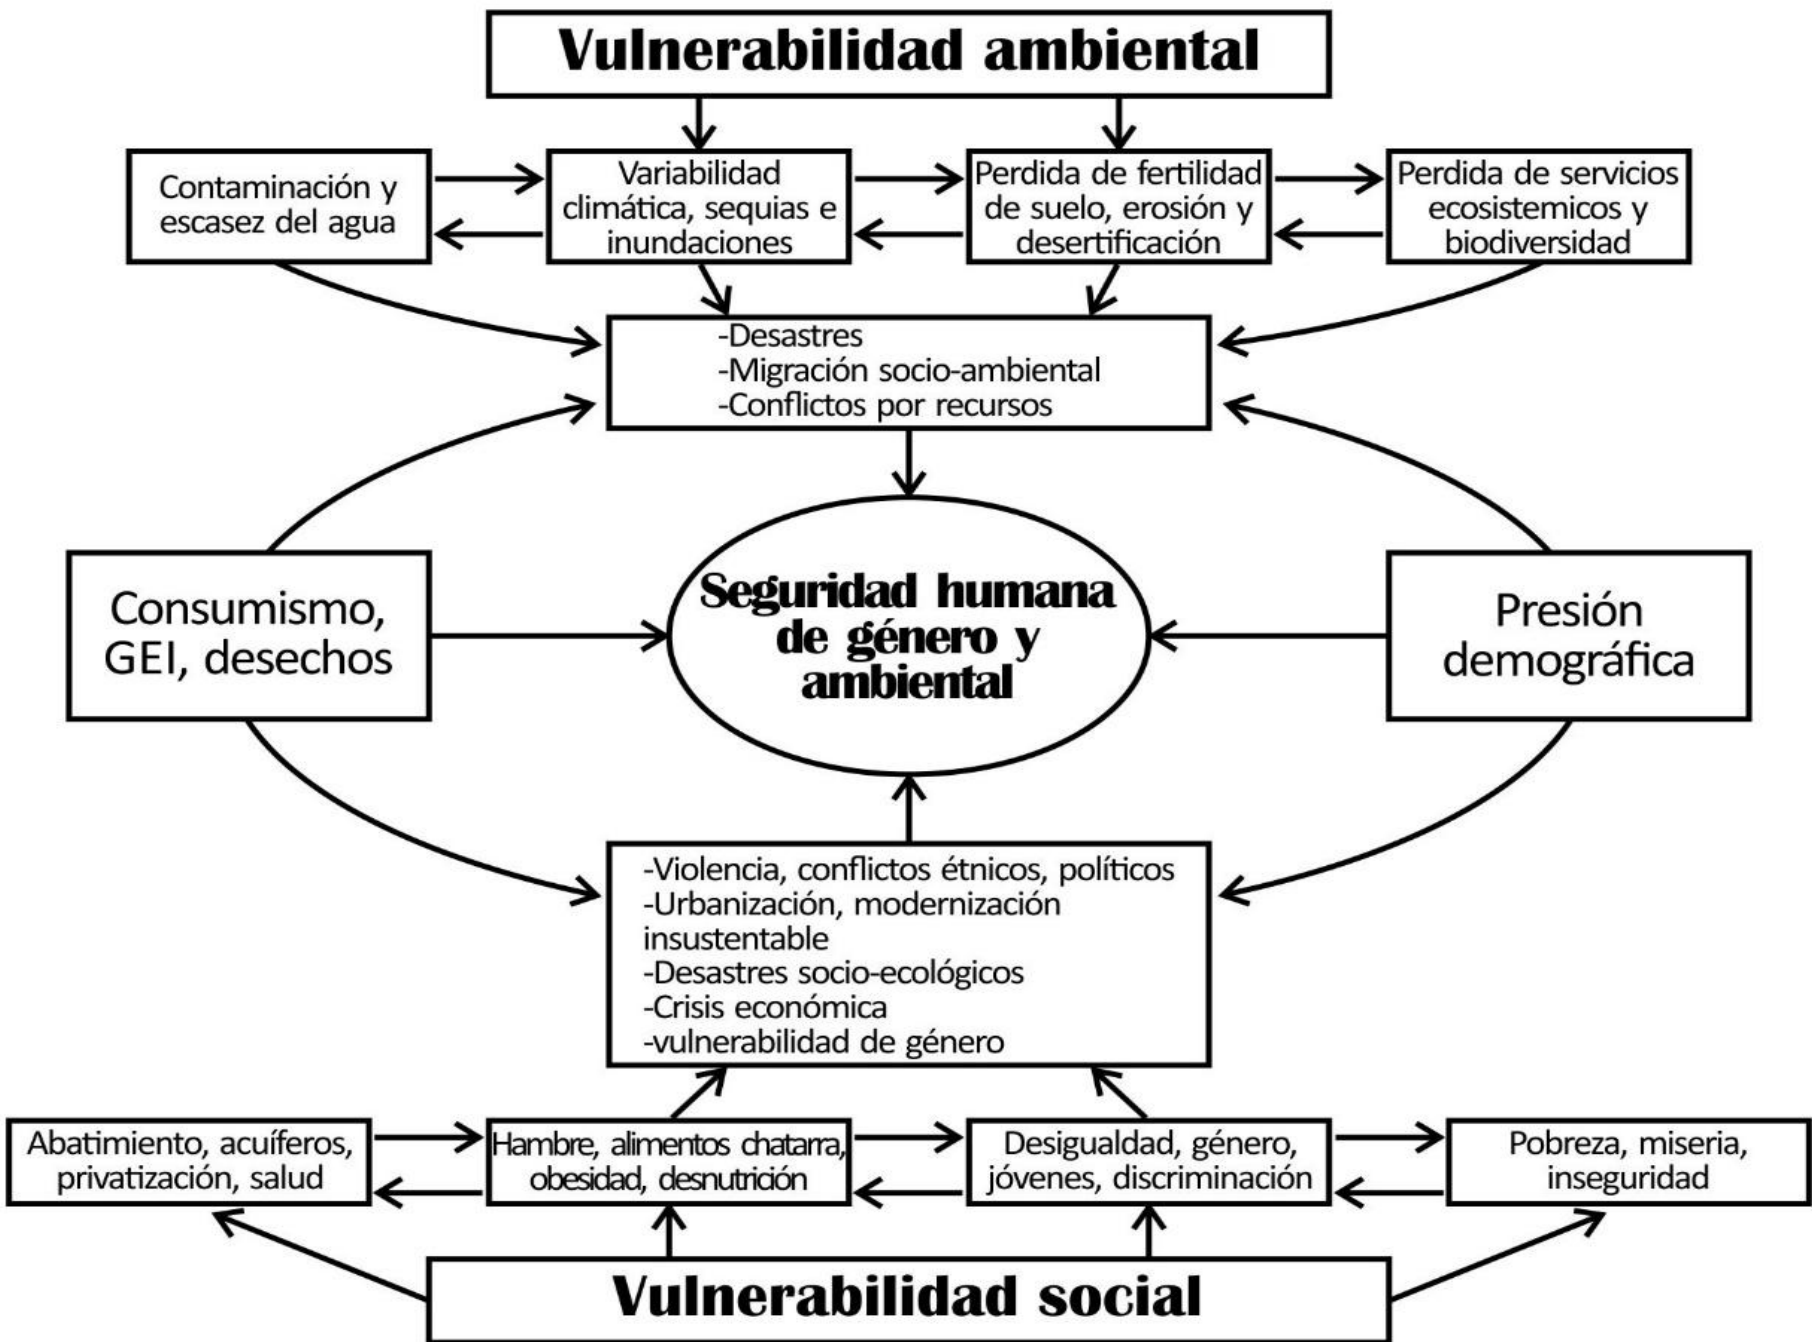 Vulnerabilidad ambiental
Contaminación y
escasez del agua
Variabilidad
climática, sequias e
inundaciones
Perdida de fertilidad
de suelo, erosión y
desertificación
Perdida de servicios
ecosistemicos y
biodiversidad
-Desastres
-Migración socio-ambiental
-Conflictos por recursos
Consumismo,
GEI, desechos
Seguridad humana
de género y
ambiental
Presión
demográfica
-Violencia, conflictos étnicos, políticos
-Urbanización, modernización
insustentable
-Desastres socio-ecológicos
-Crisis económica
-vulnerabilidad de género
Abatimiento, acuíferos,
privatización, salud
Hambre, alimentos chatarra,
obesidad, desnutrición
Desigualdad, género,
jóvenes, discriminación
Pobreza, miseria,
inseguridad
Vulnerabilidad social